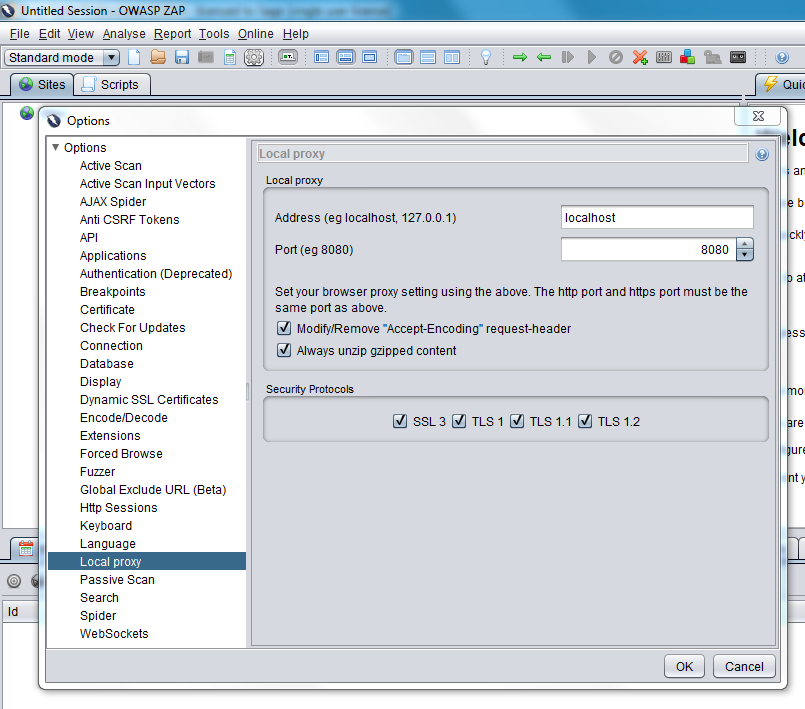 Untitled Session - OWASP ZAP
File Edit View Analyse Report Tools Online Help
Standard mode
Sites Scripts Quic
Options
Options
Active Scan
Active Scan Input Vectors
AJAX Spider
Anti CSRF Tokens
API
Applications
Authentication (Deprecated)
Breakpoints
Certificate
Check For Updates
Connection
Database
Display
Dynamic SSL Certificates
Encode/Decode
Extensions
Forced Browse
Fuzzer
Global Exclude URL (Beta)
Http Sessions
Keyboard
Language
Local proxy
Passive Scan
Search
Spider
WebSockets
Local proxy
Local proxy
Address (eg localhost, 127.0.0.1) localhost
Port (eg 8080) 8080
Set your browser proxy setting using the above. The http port and https port must be the
same port as above.
Modify/Remove "Accept-Encoding" request-header
Always unzip gzipped content
Security Protocols
SSL 3 TLS 1 TLS 1.1 TLS 1.2
OK Cancel
Id